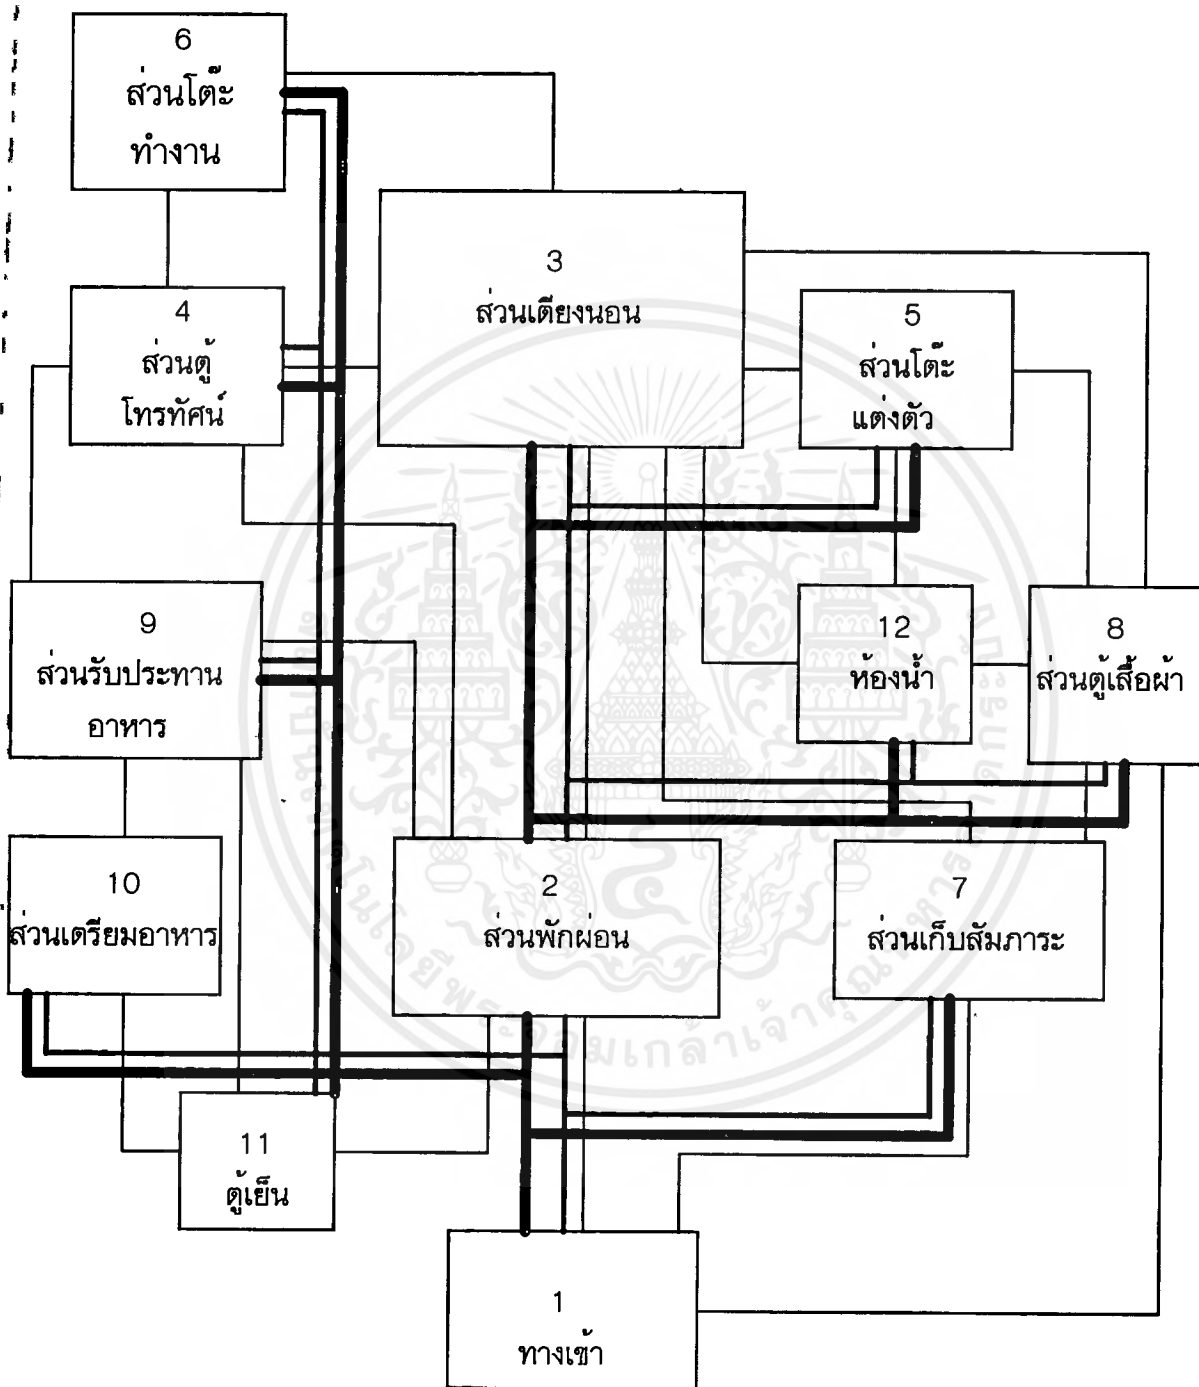 6
ส่วนโต๊ะ
ทำงาน
3
ส่วนเตียงนอน
4
ส่วนตู้
โทรทัศน์
5
ส่วนโต๊ะ
แต่งตัว
9
ส่วนรับประทาน
อาหาร
12
ห้องน้ำ
8
ส่วนตู้เสื้อผ้า
10
ส่วนเตรียมอาหาร
2
ส่วนพักผ่อน
7
ส่วนเก็บสัมภาระ
11
ตู้เย็น
1
ทางเข้า